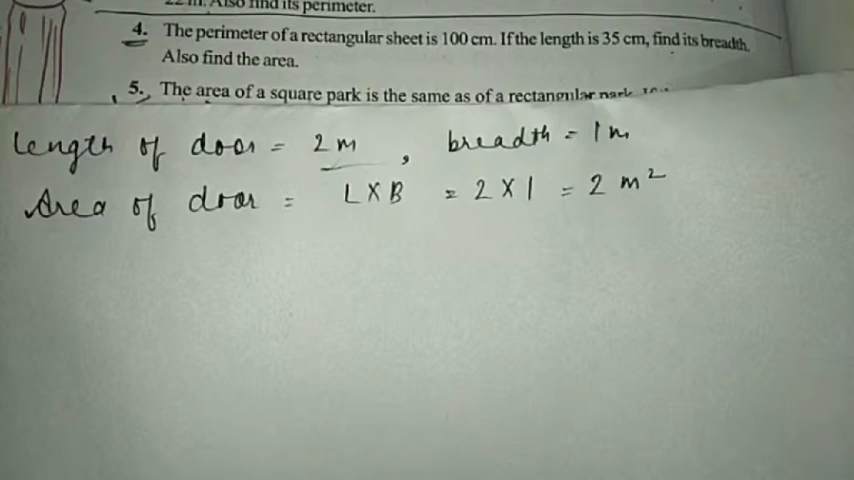 22 m. Also find its perimeter.
4. The perimeter of a rectangular sheet is 100 cm. If the length is 35 cm, find its breadth.
Also find the area.
5. The area of a square park is the same as of a rectangular park.
Length of door = 2 m, breadth = 1 m
Area of door = L X B = 2 X 1 = 2 m²